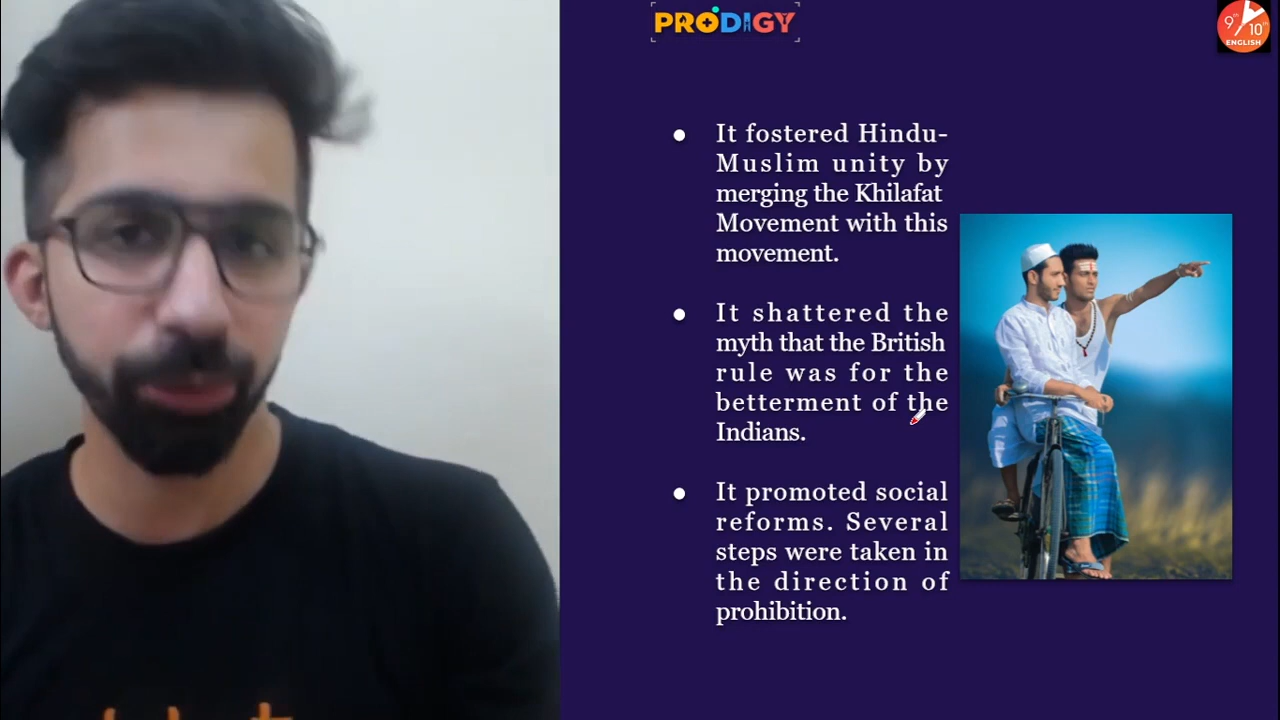 PRODIGY
9th 10th
ENGLISH
● It fostered Hindu-
Muslim unity by
merging the Khilafat
Movement with this
movement.
● It shattered the
myth that the British
rule was for the
betterment of the
Indians.
● It promoted social
reforms. Several
steps were taken in
the direction of
prohibition.